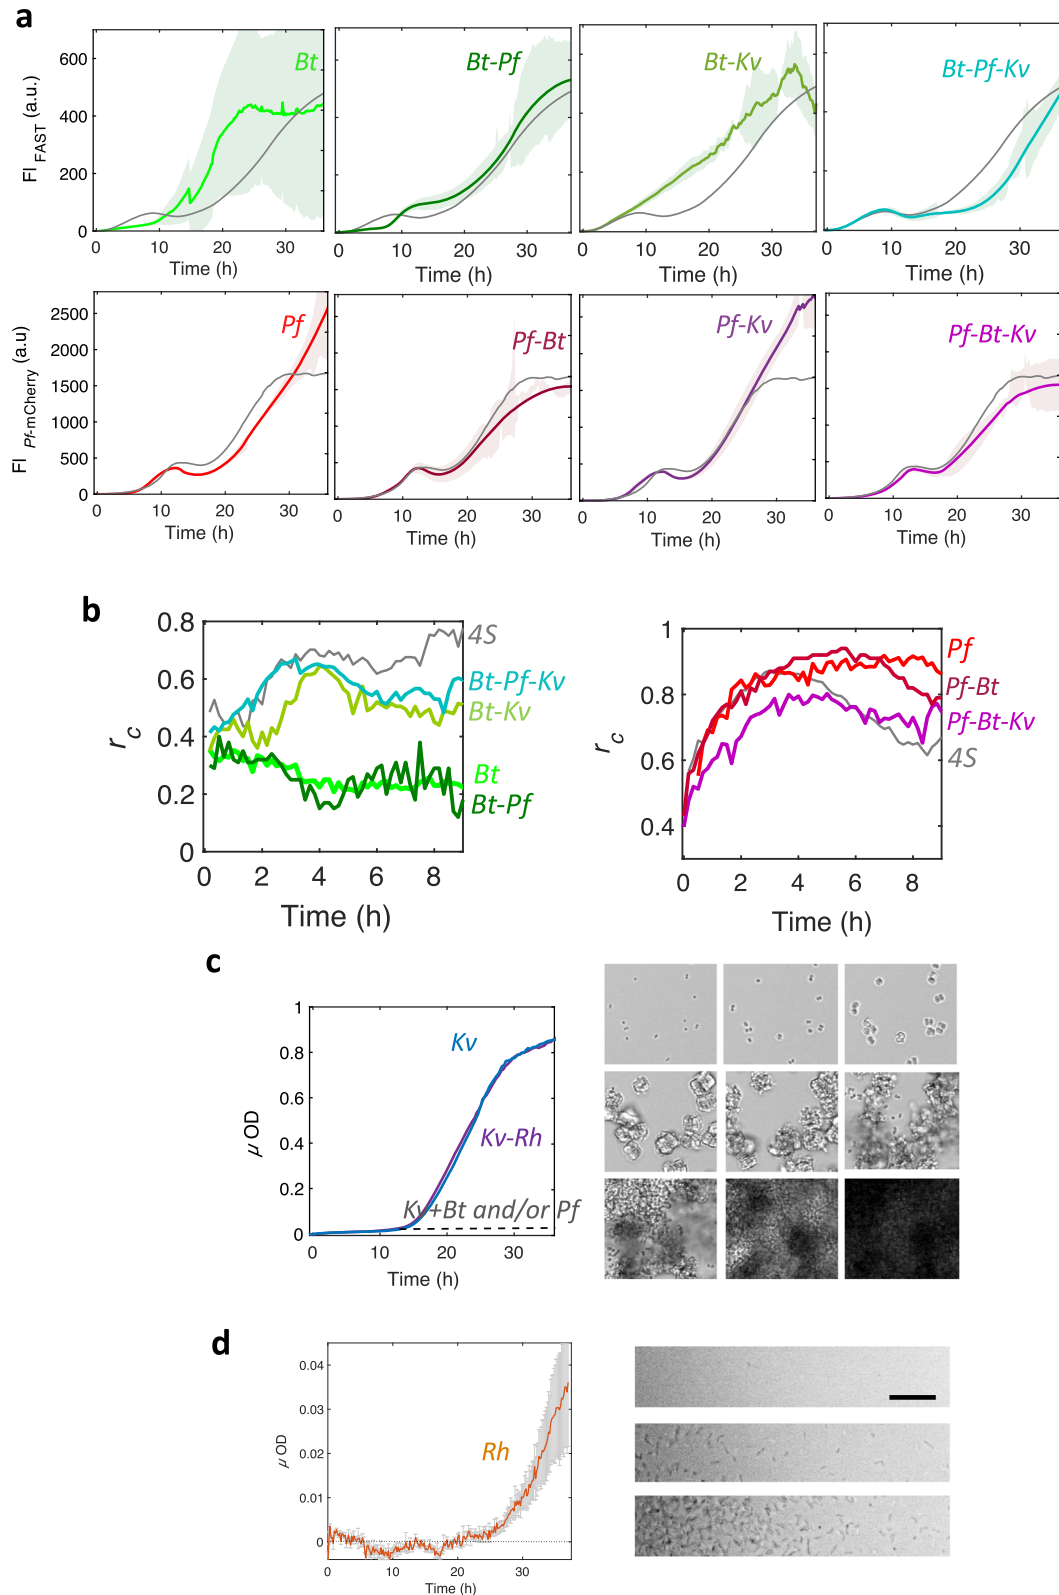 a
600
400
200
0
FI FAST (a.u.)
Bt
0 10 20 30
Time (h)
Bt-Pf
0 10 20 30
Time (h)
Bt-Kv
0 10 20 30
Time (h)
Bt-Pf-Kv
0 10 20 30
Time (h)
2500
2000
1500
1000
500
0
FI Pf-mCherry (a.u)
Pf
0 10 20 30
Time (h)
Pf-Bt
0 10 20 30
Time (h)
Pf-Kv
0 10 20 30
Time (h)
Pf-Bt-Kv
0 10 20 30
Time (h)
b
0.8
0.6
0.4
0.2
0
rc
4S
Bt-Pf-Kv
Bt-Kv
Bt
Bt-Pf
0 2 4 6 8
Time (h)
1
0.8
0.6
0.4
rc
Pf
Pf-Bt
Pf-Bt-Kv
4S
0 2 4 6 8
Time (h)
c
1
0.8
0.6
0.4
0.2
0
μ OD
Kv
Kv-Rh
Kv+Bt and/or Pf
0 10 20 30
Time (h)
d
0.04
0.03
0.02
0.01
0
μ OD
Rh
0 10 20 30
Time (h)